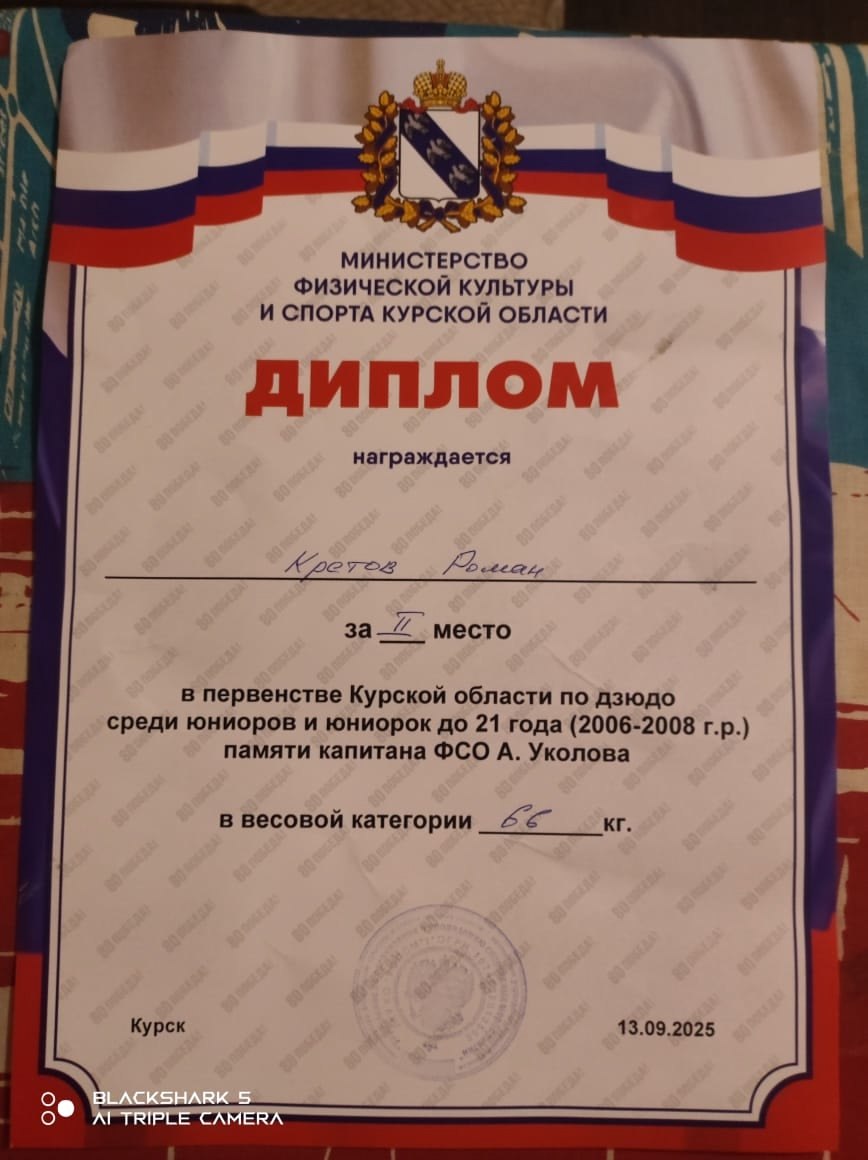 МИНИСТЕРСТВО
ФИЗИЧЕСКОЙ КУЛЬТУРЫ
И СПОРТА КУРСКОЙ ОБЛАСТИ
ДИПЛОМ
награждается
Кретов Роман
за II место
в первенстве Курской области по дзюдо
среди юниоров и юниорок до 21 года (2006-2008 г.р.)
памяти капитана ФСО А. Уколова
в весовой категории 66 кг.
Курск 13.09.2025
80 ПОБЕДА!
BLACKSHARK 5
AI TRIPLE CAMERA